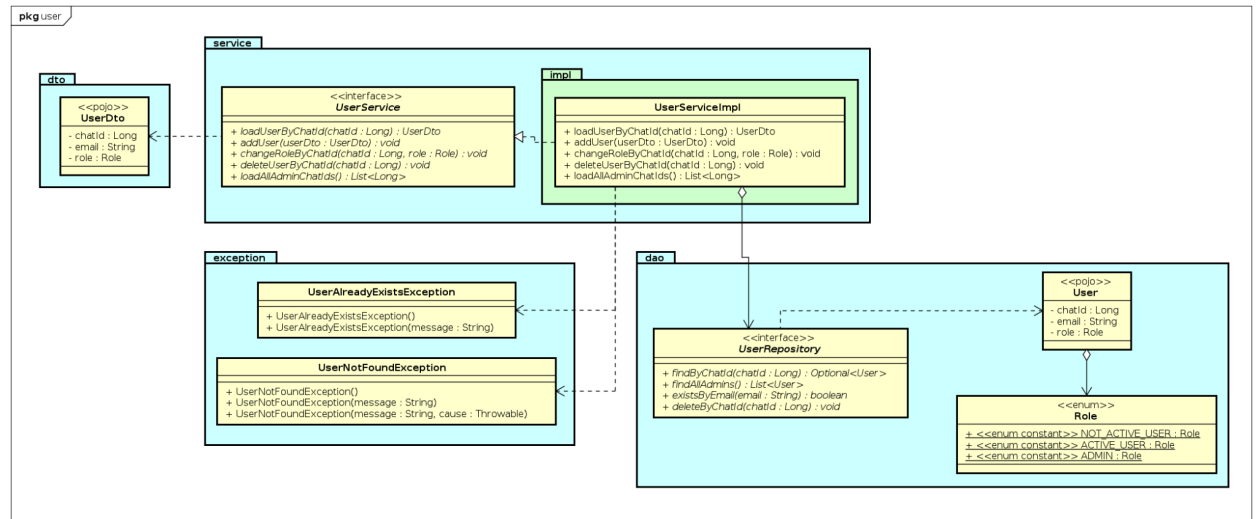 pkg user
service
dto
<<pojo>>
UserDto
- chatId : Long
- email : String
- role : Role
<<interface>>
UserService
+ loadUserByChatId(chatId : Long) : UserDto
+ addUser(userDto : UserDto) : void
+ changeRoleByChatId(chatId : Long, role : Role) : void
+ deleteUserByChatId(chatId : Long) : void
+ loadAllAdminChatIds() : List<Long>
impl
UserServiceImpl
+ loadUserByChatId(chatId : Long) : UserDto
+ addUser(userDto : UserDto) : void
+ changeRoleByChatId(chatId : Long, role : Role) : void
+ deleteUserByChatId(chatId : Long) : void
+ loadAllAdminChatIds() : List<Long>
exception
UserAlreadyExistsException
+ UserAlreadyExistsException()
+ UserAlreadyExistsException(message : String)
UserNotFoundException
+ UserNotFoundException()
+ UserNotFoundException(message : String)
+ UserNotFoundException(message : String, cause : Throwable)
dao
<<interface>>
UserRepository
+ findByChatId(chatId : Long) : Optional<User>
+ findAllAdmins() : List<User>
+ existsByEmail(email : String) : boolean
+ deleteByChatId(chatId : Long) : void
<<pojo>>
User
- chatId : Long
- email : String
- role : Role
<<enum>>
Role
+ <<enum constant>> NOT_ACTIVE_USER : Role
+ <<enum constant>> ACTIVE_USER : Role
+ <<enum constant>> ADMIN : Role